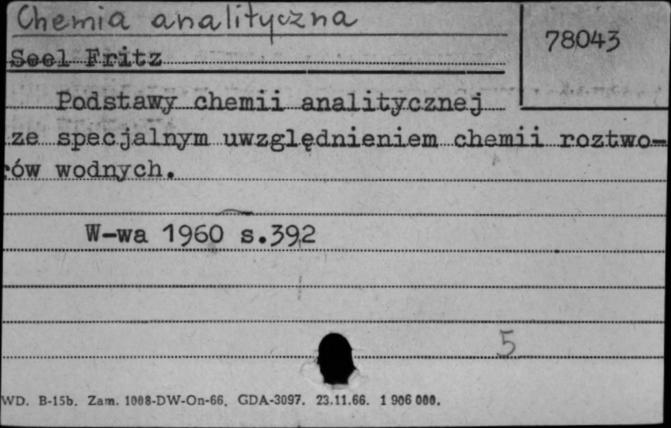 Chemia analityczna
78043
Seel Fritz
Podstawy chemii analitycznej
ze specjalnym uwzględnieniem chemii roztwo-
rów wodnych.
W-wa 1960 s.392
5
WD. B-15b. Zam. 1008-DW-On-66. GDA-3097. 23.11.66. 1 906 000.